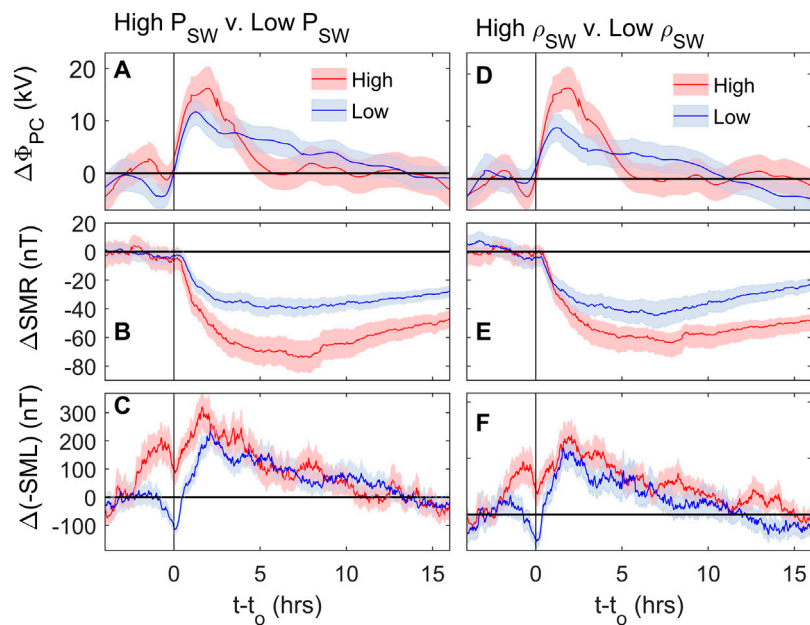 High P_SW v. Low P_SW
High ρ_SW v. Low ρ_SW
A
High
Low
ΔΦ_PC (kV)
20
10
0
D
High
Low
ΔSMR (nT)
20
0
-20
-40
-60
-80
B
E
Δ(-SML) (nT)
300
200
100
0
-100
C
F
0 5 10 15
0 5 10 15
t-t_o (hrs)
t-t_o (hrs)